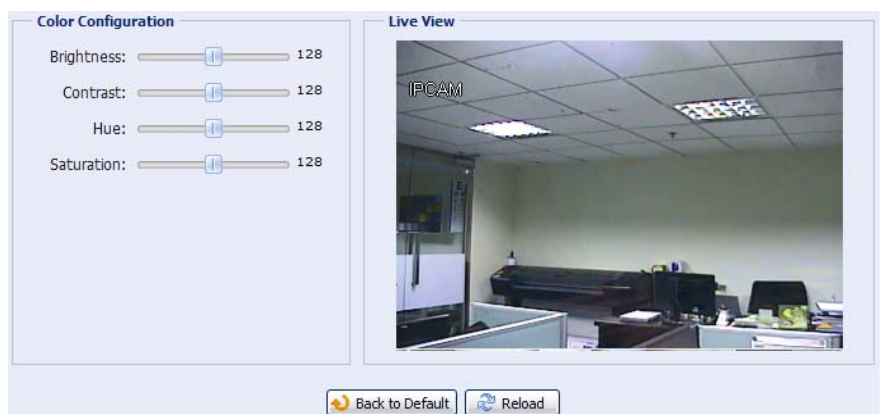 Color Configuration
Brightness: 128
Contrast: 128
Hue: 128
Saturation: 128
Live View
IPCAM
Back to Default
Reload